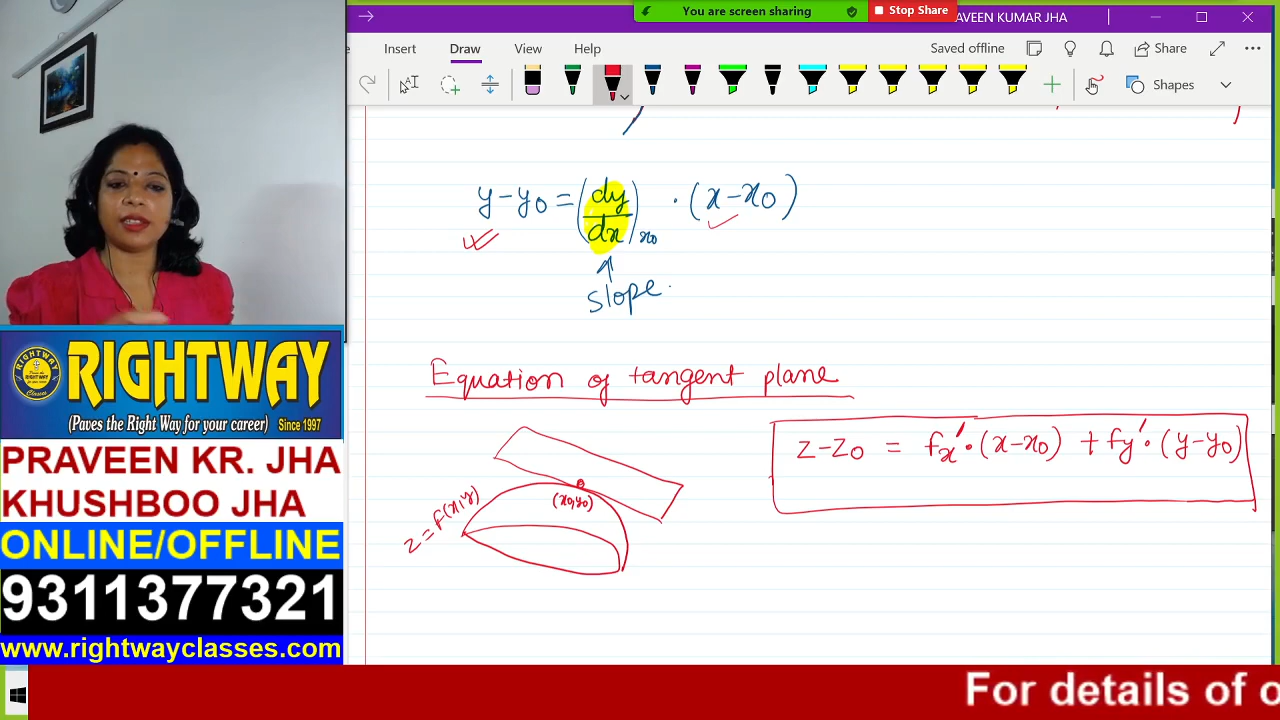 You are screen sharing
Stop Share
RAVEEN KUMAR JHA
Insert Draw View Help
Saved offline
Share
Shapes
y-y0 = (dy/dx)x0 · (x-x0)
slope.
Equation of tangent plane
z-z0 = fx′·(x-x0) + fy′·(y-y0)
(x0,y0)
z=f(x,y)
RIGHTWAY
(Paves the Right Way for your career) Since 1997
PRAVEEN KR. JHA
KHUSHBOO JHA
ONLINE/OFFLINE
9311377321
www.rightwayclasses.com
For details of o